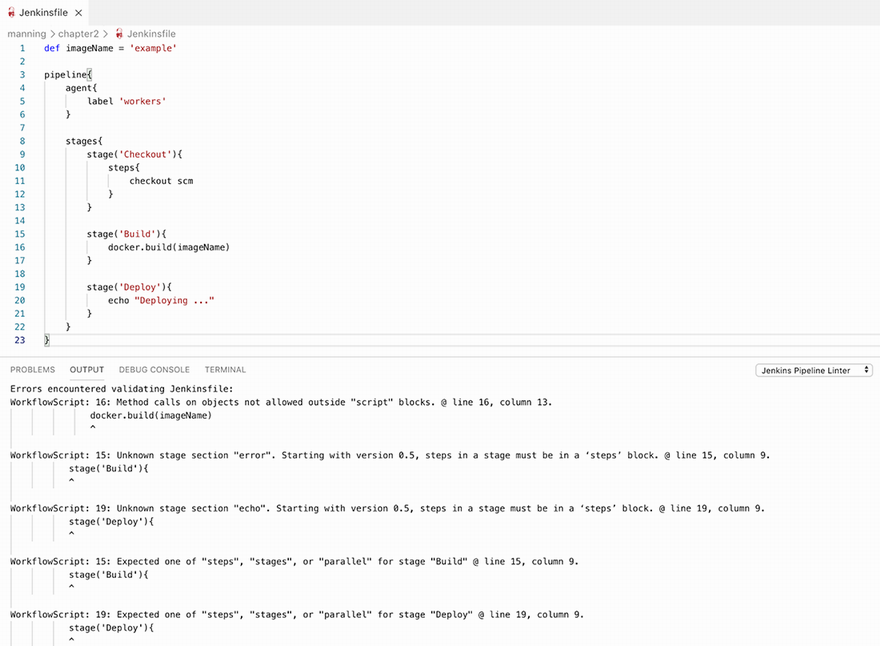 Jenkinsfile ×
manning > chapter2 > Jenkinsfile
1 def imageName = 'example'
2
3 pipeline{
4     agent{
5         label 'workers'
6     }
7
8     stages{
9         stage('Checkout'){
10             steps{
11                 checkout scm
12             }
13         }
14
15         stage('Build'){
16             docker.build(imageName)
17         }
18
19         stage('Deploy'){
20             echo "Deploying ..."
21         }
22     }
23 }
PROBLEMS OUTPUT DEBUG CONSOLE TERMINAL Jenkins Pipeline Linter
Errors encountered validating Jenkinsfile:
WorkflowScript: 16: Method calls on objects not allowed outside "script" blocks. @ line 16, column 13.
docker.build(imageName)
^
WorkflowScript: 15: Unknown stage section "error". Starting with version 0.5, steps in a stage must be in a ‘steps’ block. @ line 15, column 9.
stage('Build'){
^
WorkflowScript: 19: Unknown stage section "echo". Starting with version 0.5, steps in a stage must be in a ‘steps’ block. @ line 19, column 9.
stage('Deploy'){
^
WorkflowScript: 15: Expected one of "steps", "stages", or "parallel" for stage "Build" @ line 15, column 9.
stage('Build'){
^
WorkflowScript: 19: Expected one of "steps", "stages", or "parallel" for stage "Deploy" @ line 19, column 9.
stage('Deploy'){
^